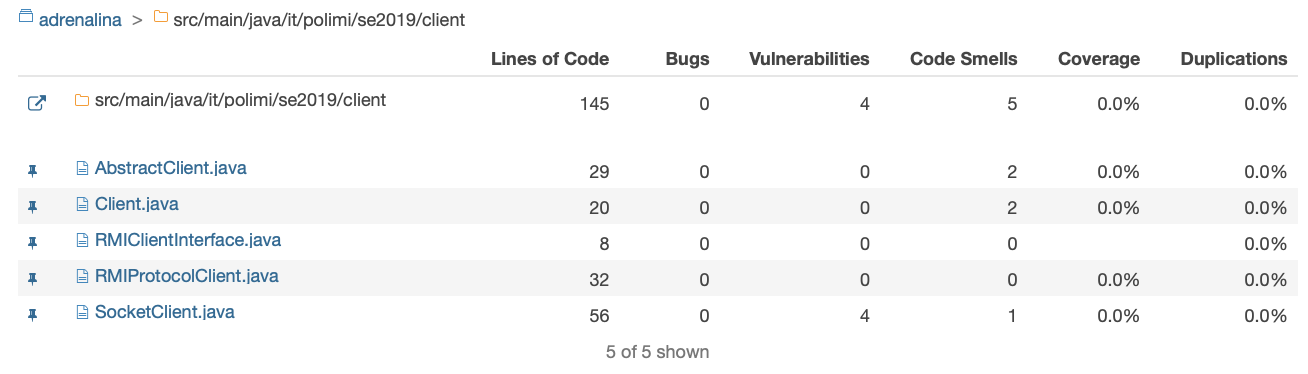 adrenalina > src/main/java/it/polimi/se2019/client
Lines of Code Bugs Vulnerabilities Code Smells Coverage Duplications
src/main/java/it/polimi/se2019/client 145 0 4 5 0.0% 0.0%
AbstractClient.java 29 0 0 2 0.0% 0.0%
Client.java 20 0 0 2 0.0% 0.0%
RMIClientInterface.java 8 0 0 0 0.0%
RMIProtocolClient.java 32 0 0 0 0.0% 0.0%
SocketClient.java 56 0 4 1 0.0% 0.0%
5 of 5 shown